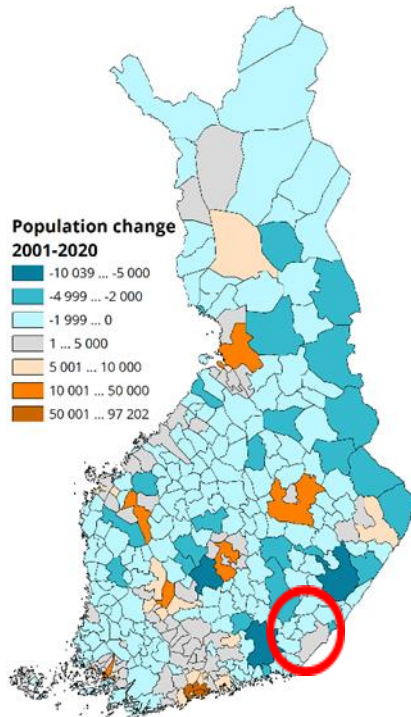 Population change
2001-2020
-10 039 ... -5 000
-4 999 ... -2 000
-1 999 ... 0
1 ... 5 000
5 001 ... 10 000
10 001 ... 50 000
50 001 ... 97 202